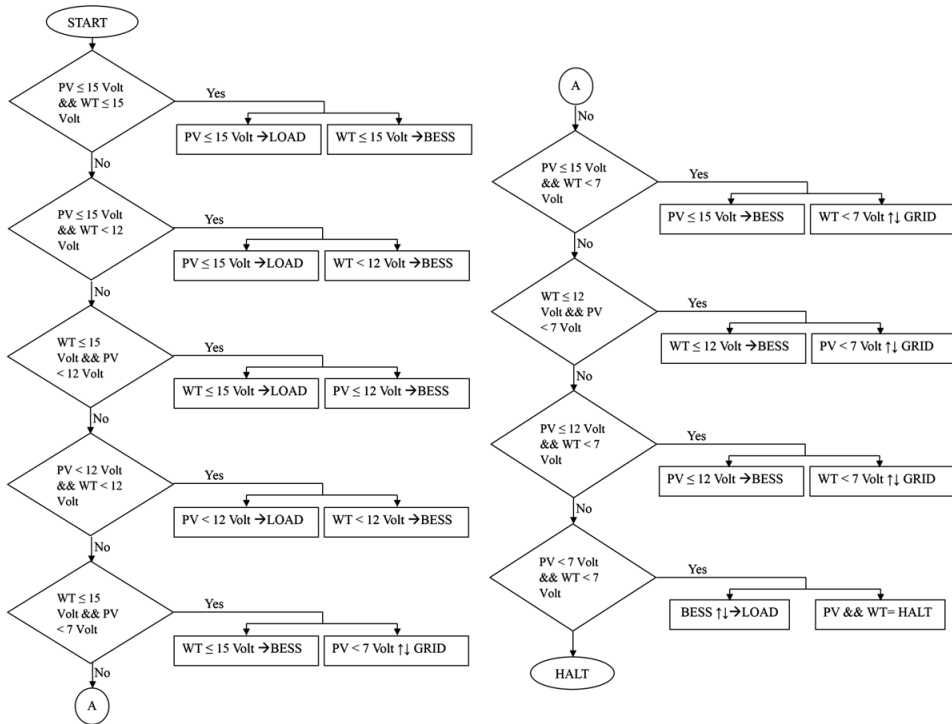 START
PV ≤ 15 Volt
&& WT ≤ 15
Volt
Yes
PV ≤ 15 Volt →LOAD
WT ≤ 15 Volt →BESS
No
PV ≤ 15 Volt
&& WT < 12
Volt
Yes
PV ≤ 15 Volt →LOAD
WT < 12 Volt →BESS
No
WT ≤ 15
Volt && PV
< 12 Volt
Yes
WT ≤ 15 Volt →LOAD
PV ≤ 12 Volt →BESS
No
PV < 12 Volt
&& WT < 12
Volt
Yes
PV < 12 Volt →LOAD
WT < 12 Volt →BESS
No
WT ≤ 15
Volt && PV
< 7 Volt
Yes
WT ≤ 15 Volt →BESS
PV < 7 Volt ↑↓ GRID
No
A
A
No
PV ≤ 15 Volt
&& WT < 7
Volt
Yes
PV ≤ 15 Volt →BESS
WT < 7 Volt ↑↓ GRID
No
WT ≤ 12
Volt && PV
< 7 Volt
Yes
WT ≤ 12 Volt →BESS
PV < 7 Volt ↑↓ GRID
No
PV ≤ 12 Volt
&& WT < 7
Volt
Yes
PV ≤ 12 Volt →BESS
WT < 7 Volt ↑↓ GRID
No
PV < 7 Volt
&& WT < 7
Volt
Yes
BESS ↑↓→LOAD
PV && WT= HALT
HALT